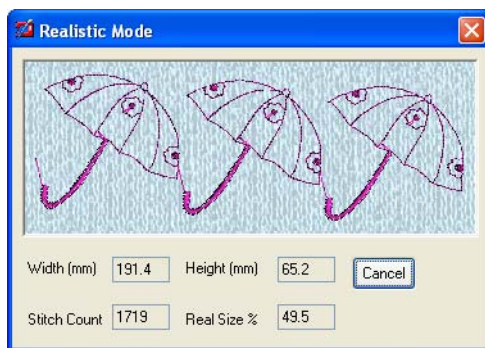 Realistic Mode
Width (mm) 191.4 Height (mm) 65.2 Cancel
Stitch Count 1719 Real Size % 49.5